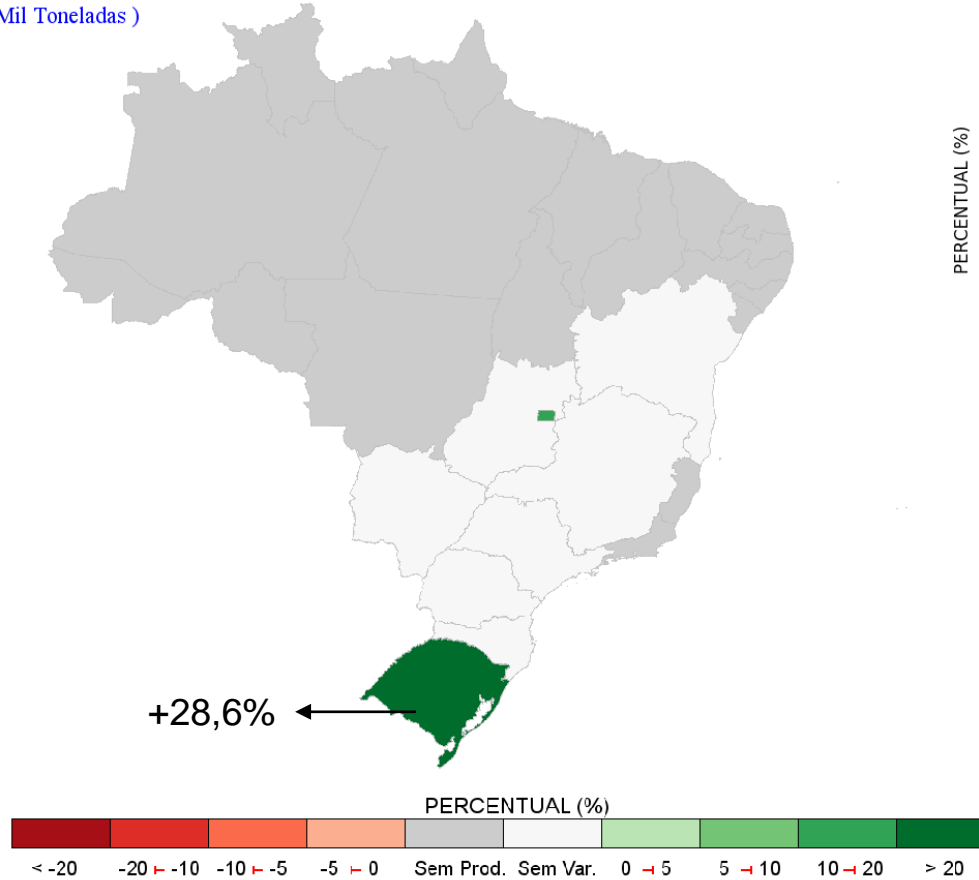 Mil Toneladas )
PERCENTUAL (%)
+28,6%
PERCENTUAL (%)
< -20 -20 ⊢ -10 -10 ⊢ -5 -5 ⊢ 0 Sem Prod. Sem Var. 0 ⊣ 5 5 ⊣ 10 10 ⊣ 20 > 20